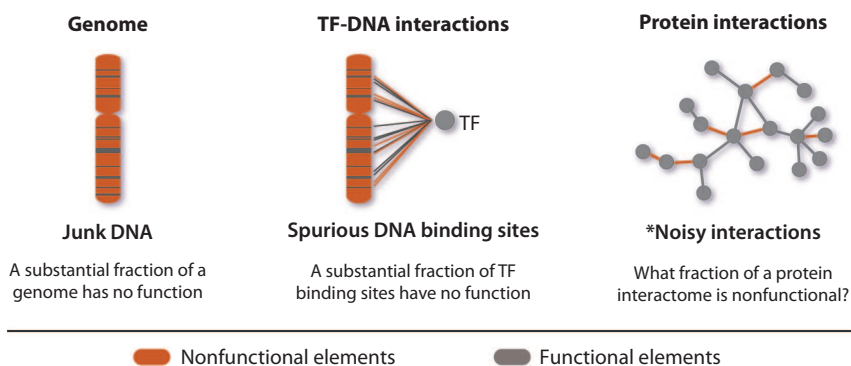 Genome
TF-DNA interactions
Protein interactions
TF
Junk DNA
Spurious DNA binding sites
*Noisy interactions
A substantial fraction of a
genome has no function
A substantial fraction of TF
binding sites have no function
What fraction of a protein
interactome is nonfunctional?
Nonfunctional elements
Functional elements